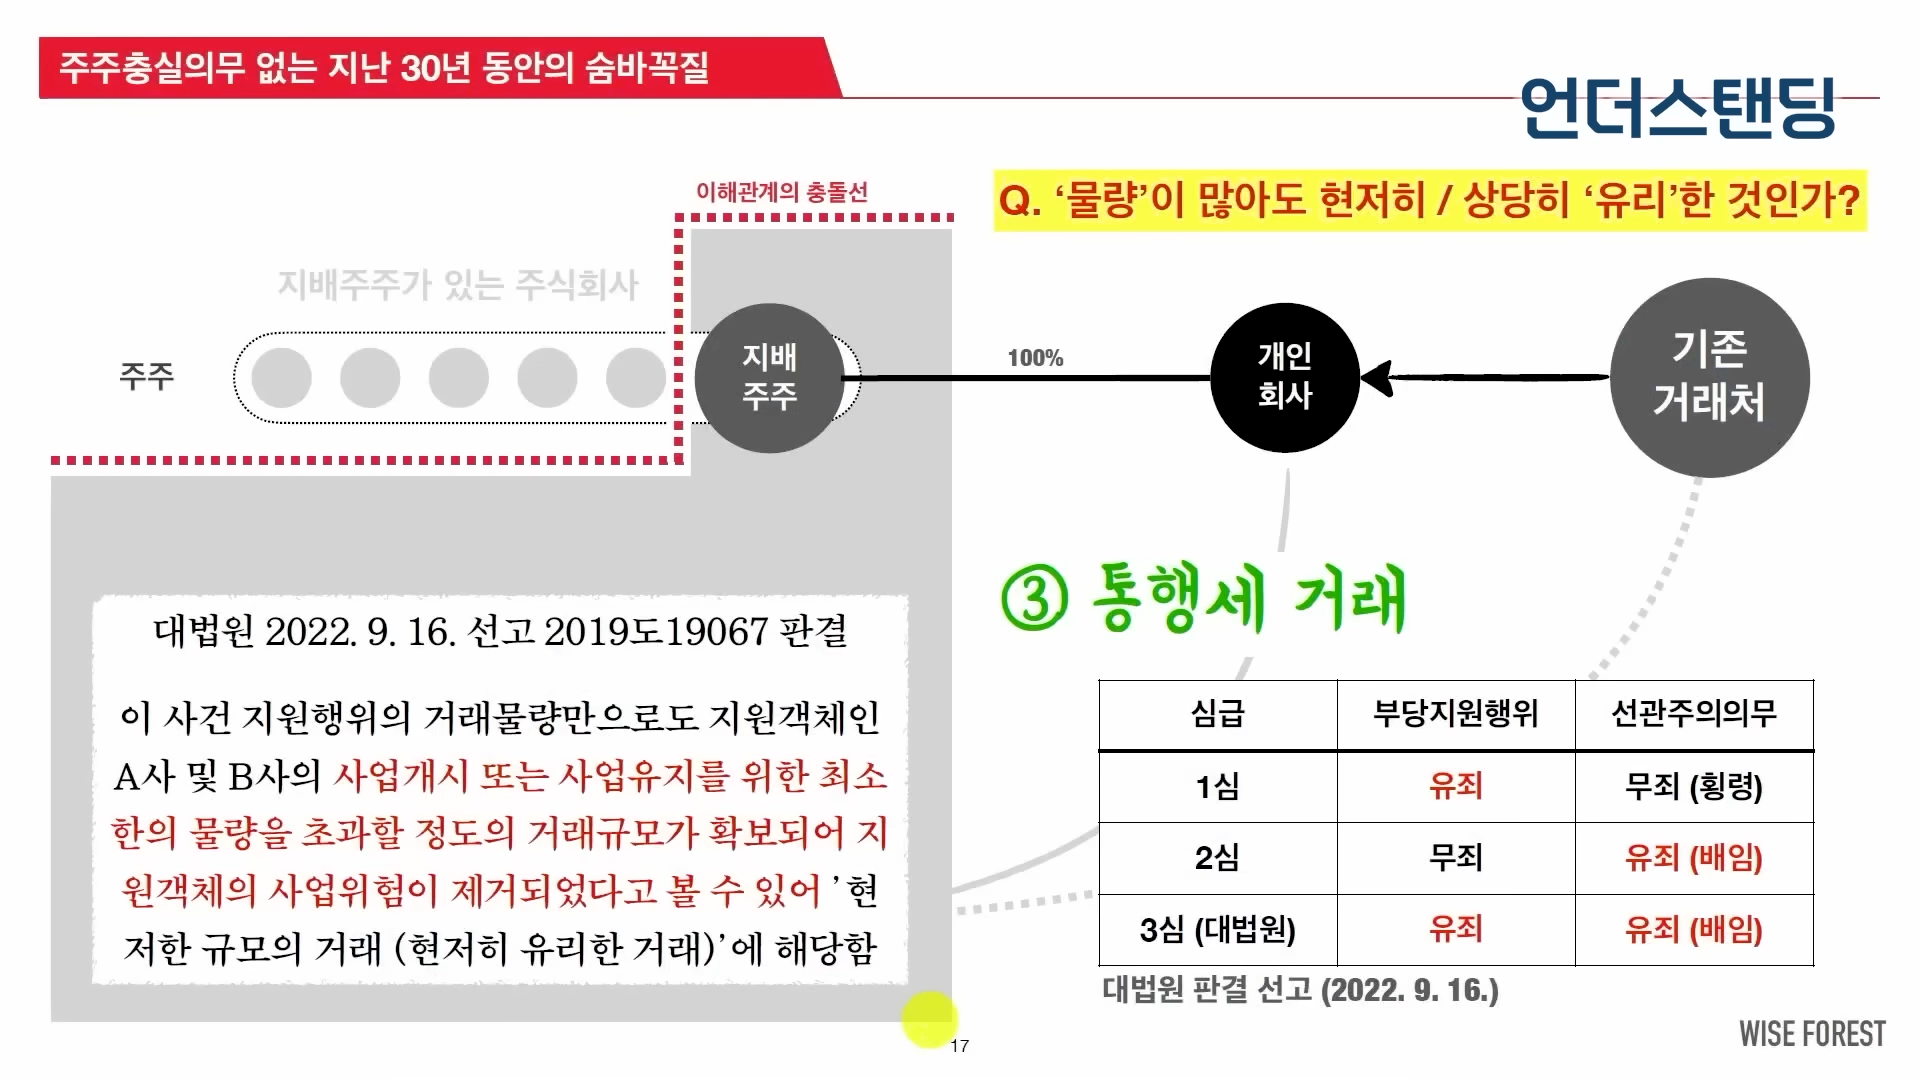 주주충실의무 없는 지난 30년 동안의 숨바꼭질
언더스탠딩
이해관계의 충돌선
Q. ‘물량’이 많아도 현저히 / 상당히 ‘유리’한 것인가?
지배주주가 있는 주식회사
주주
지배
주주
100%
개인
회사
기존
거래처
③ 통행세 거래
대법원 2022. 9. 16. 선고 2019도19067 판결
이 사건 지원행위의 거래물량만으로도 지원객체인
A사 및 B사의 사업개시 또는 사업유지를 위한 최소
한의 물량을 초과할 정도의 거래규모가 확보되어 지
원객체의 사업위험이 제거되었다고 볼 수 있어 ’현
저한 규모의 거래 (현저히 유리한 거래)’에 해당함
심급 부당지원행위 선관주의의무
1심 유죄 무죄 (횡령)
2심 무죄 유죄 (배임)
3심 (대법원) 유죄 유죄 (배임)
대법원 판결 선고 (2022. 9. 16.)
WISE FOREST
17